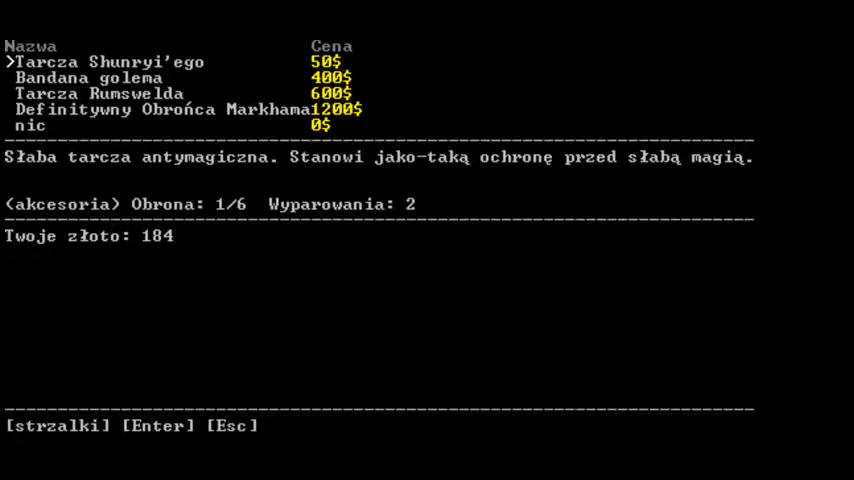 Nazwa Cena
>Tarcza Shunryi'ego 50$
Bandana golema 400$
Tarcza Rumswelda 600$
Definitywny Obrońca Markhama1200$
nic 0$
Słaba tarcza antymagiczna. Stanowi jako-taką ochronę przed słabą magią.
(akcesoria) Obrona: 1/6 Wyparowania: 2
Twoje złoto: 184
[strzalki] [Enter] [Esc]